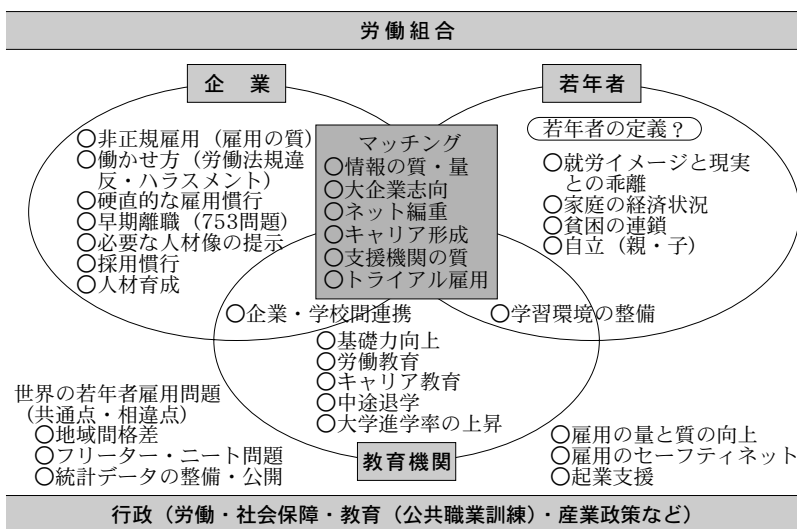 労働組合
企　業
○非正規雇用（雇用の質）
○働かせ方（労働法規違
反・ハラスメント）
○硬直的な雇用慣行
○早期離職（753問題）
○必要な人材像の提示
○採用慣行
○人材育成
マッチング
○情報の質・量
○大企業志向
○ネット編重
○キャリア形成
○支援機関の質
○トライアル雇用
若年者
若年者の定義？
○就労イメージと現実
との乖離
○家庭の経済状況
○貧困の連鎖
○自立（親・子）
○企業・学校間連携
○学習環境の整備
○基礎力向上
○労働教育
○キャリア教育
○中途退学
○大学進学率の上昇
教育機関
世界の若年者雇用問題
（共通点・相違点）
○地域間格差
○フリーター・ニート問題
○統計データの整備・公開
○雇用の量と質の向上
○雇用のセーフティネット
○起業支援
行政（労働・社会保障・教育（公共職業訓練）・産業政策など）